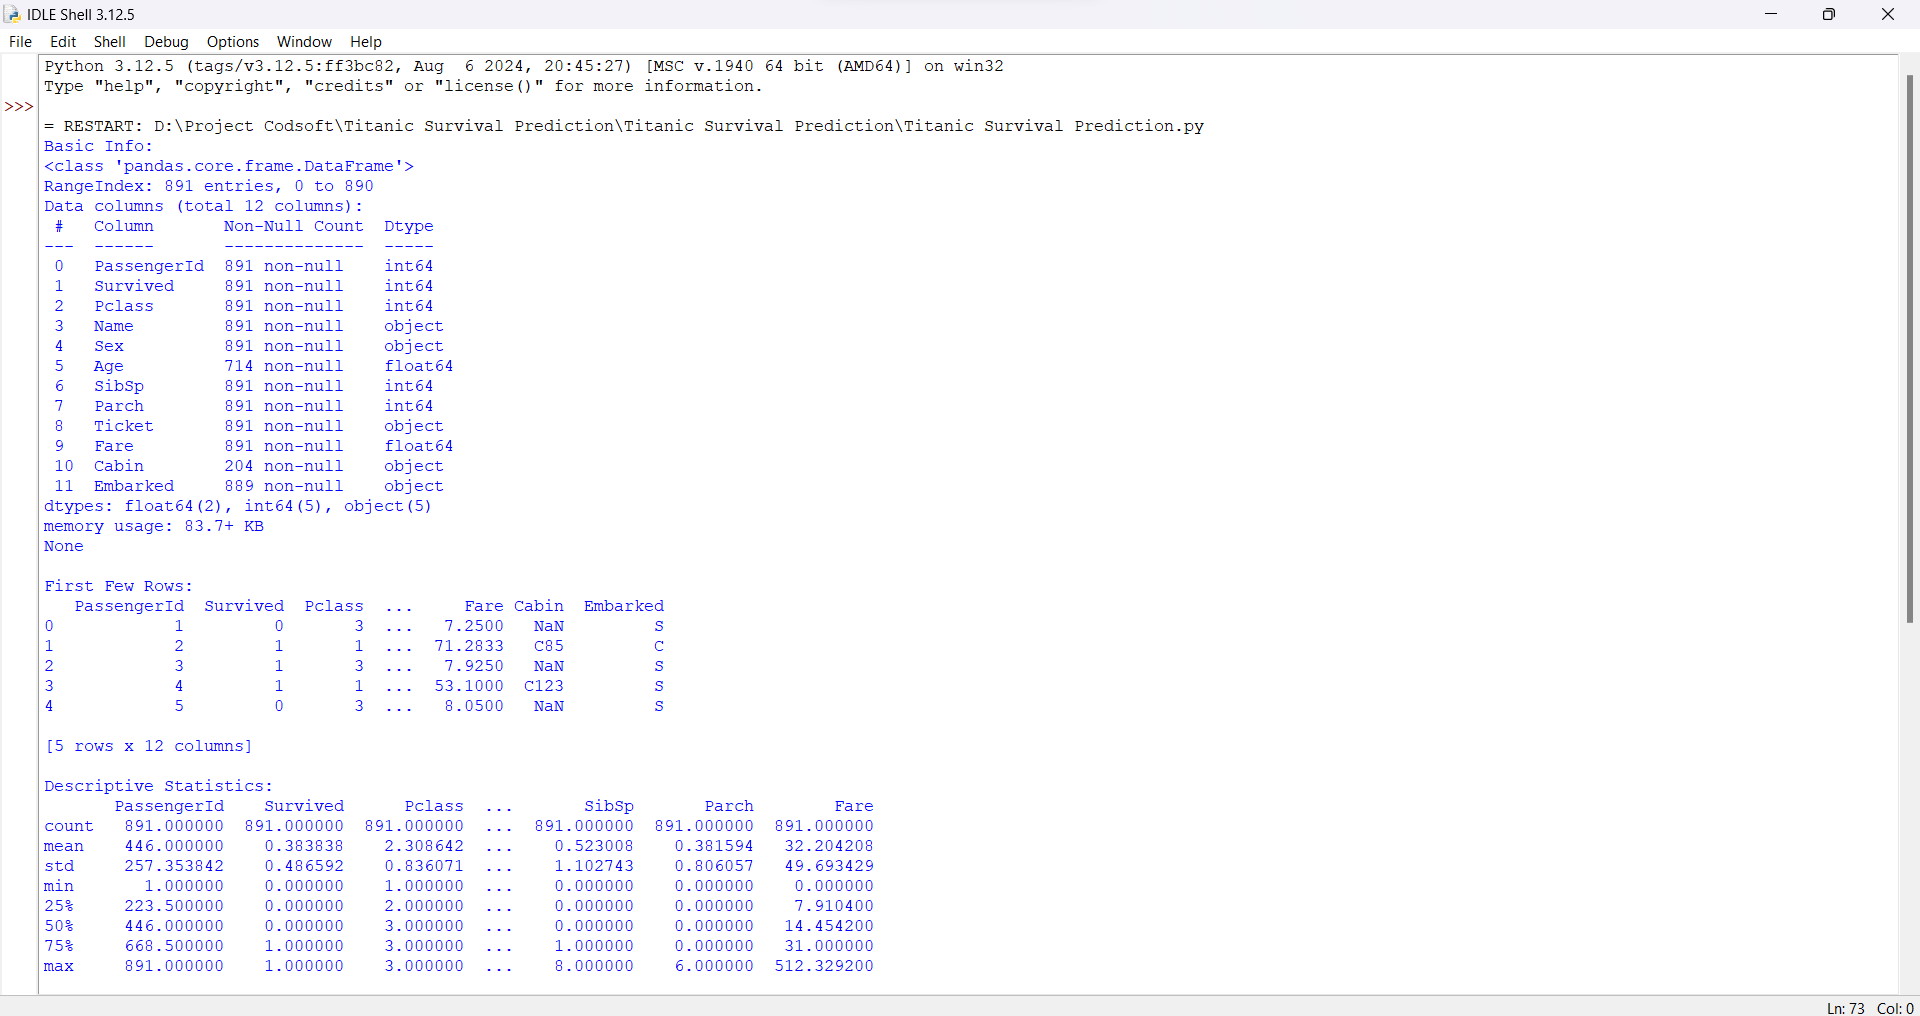 IDLE Shell 3.12.5
File Edit Shell Debug Options Window Help
Python 3.12.5 (tags/v3.12.5:ff3bc82, Aug  6 2024, 20:45:27) [MSC v.1940 64 bit (AMD64)] on win32
Type "help", "copyright", "credits" or "license()" for more information.
>>>
= RESTART: D:\Project Codsoft\Titanic Survival Prediction\Titanic Survival Prediction\Titanic Survival Prediction.py
Basic Info:
<class 'pandas.core.frame.DataFrame'>
RangeIndex: 891 entries, 0 to 890
Data columns (total 12 columns):
 #   Column       Non-Null Count  Dtype
---  ------       --------------  -----
 0   PassengerId  891 non-null    int64
 1   Survived     891 non-null    int64
 2   Pclass       891 non-null    int64
 3   Name         891 non-null    object
 4   Sex          891 non-null    object
 5   Age          714 non-null    float64
 6   SibSp        891 non-null    int64
 7   Parch        891 non-null    int64
 8   Ticket       891 non-null    object
 9   Fare         891 non-null    float64
 10  Cabin        204 non-null    object
 11  Embarked     889 non-null    object
dtypes: float64(2), int64(5), object(5)
memory usage: 83.7+ KB
None
First Few Rows:
   PassengerId  Survived  Pclass  ...     Fare Cabin  Embarked
0            1         0       3  ...   7.2500   NaN         S
1            2         1       1  ...  71.2833   C85         C
2            3         1       3  ...   7.9250   NaN         S
3            4         1       1  ...  53.1000  C123         S
4            5         0       3  ...   8.0500   NaN         S
[5 rows x 12 columns]
Descriptive Statistics:
       PassengerId    Survived      Pclass  ...       SibSp       Parch        Fare
count   891.000000  891.000000  891.000000  ...  891.000000  891.000000  891.000000
mean    446.000000    0.383838    2.308642  ...    0.523008    0.381594   32.204208
std     257.353842    0.486592    0.836071  ...    1.102743    0.806057   49.693429
min       1.000000    0.000000    1.000000  ...    0.000000    0.000000    0.000000
25%     223.500000    0.000000    2.000000  ...    0.000000    0.000000    7.910400
50%     446.000000    0.000000    3.000000  ...    0.000000    0.000000   14.454200
75%     668.500000    1.000000    3.000000  ...    1.000000    0.000000   31.000000
max     891.000000    1.000000    3.000000  ...    8.000000    6.000000  512.329200
Ln: 73 Col: 0